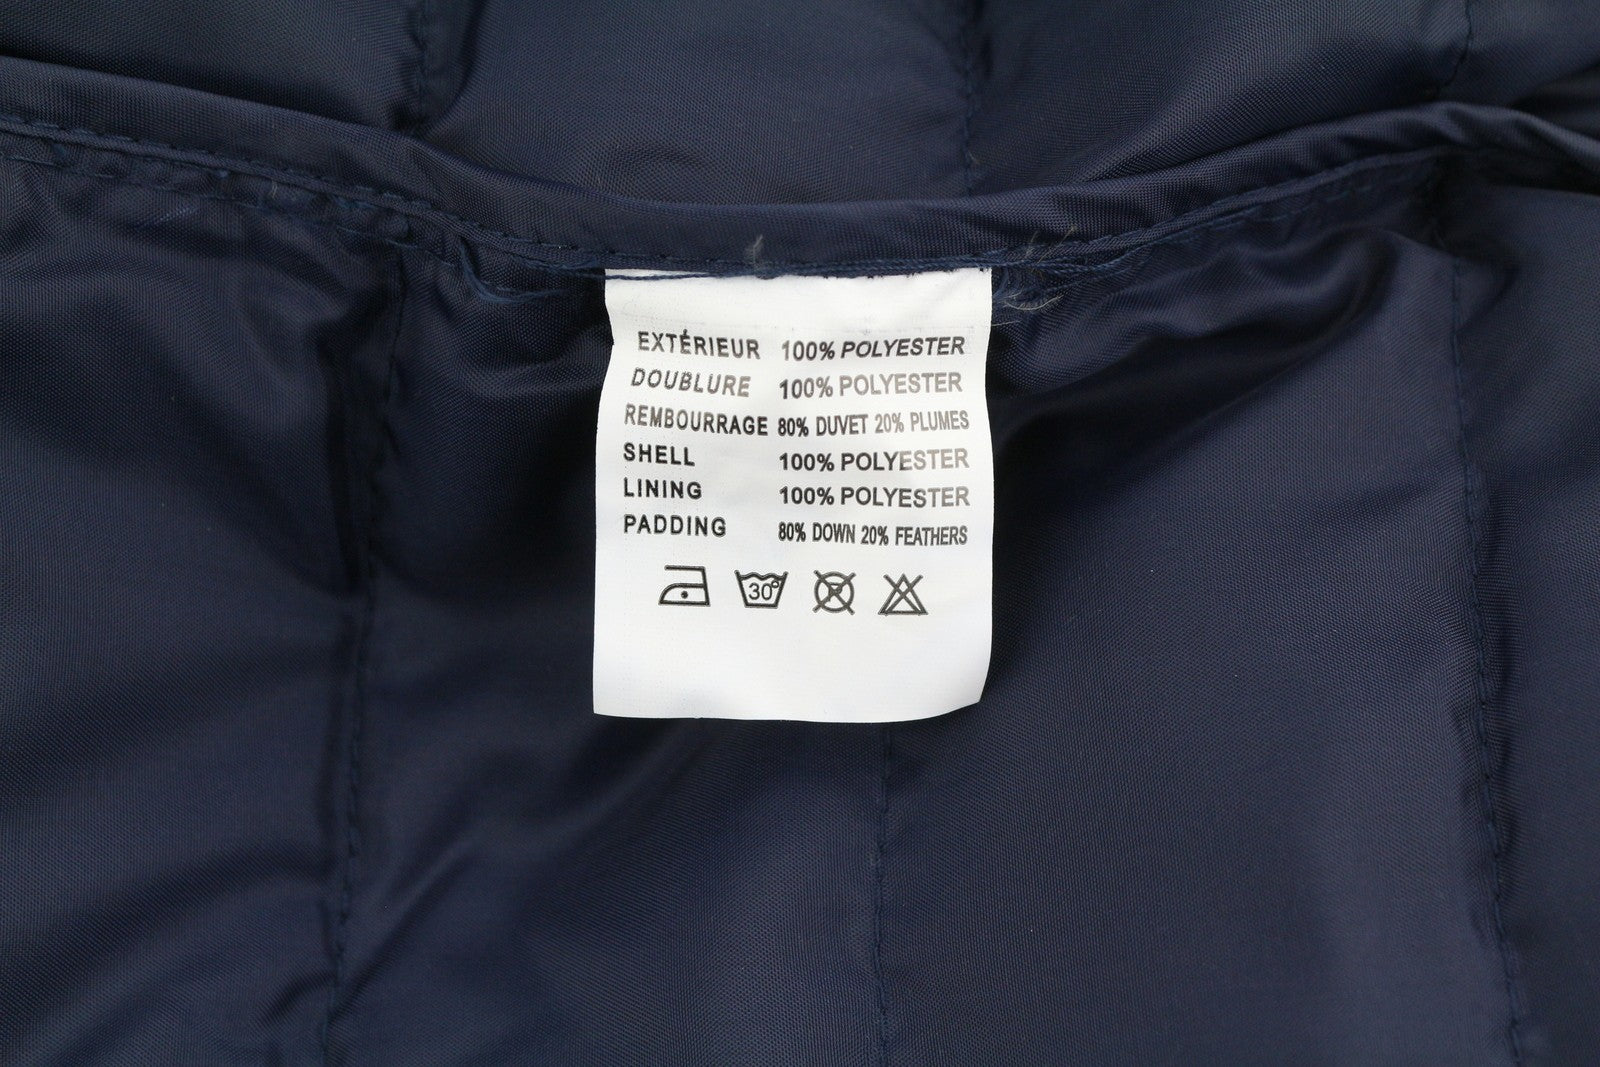 EXTÉRIEUR 100% POLYESTER
DOUBLURE 100% POLYESTER
REMBOURRAGE 80% DUVET 20% PLUMES
SHELL 100% POLYESTER
LINING 100% POLYESTER
PADDING 80% DOWN 20% FEATHERS
30°